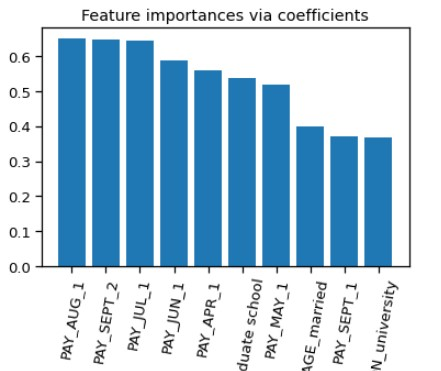 Feature importances via coefficients
0.6
0.5
0.4
0.3
0.2
0.1
0.0
PAY_AUG_1
PAY_SEPT_2
PAY_JUL_1
PAY_JUN_1
PAY_APR_1
duate school
PAY_MAY_1
AGE_married
PAY_SEPT_1
N_university